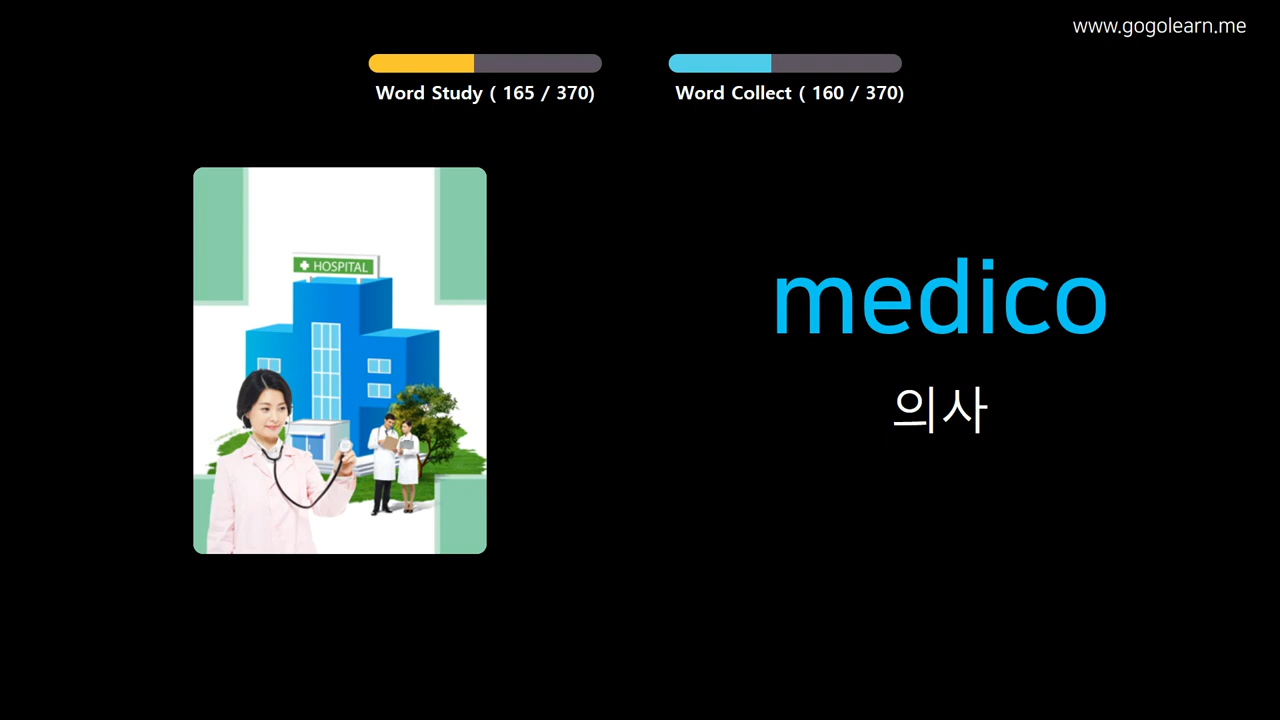 www.gogolearn.me
Word Study ( 165 / 370)
Word Collect ( 160 / 370)
HOSPITAL
medico
의사